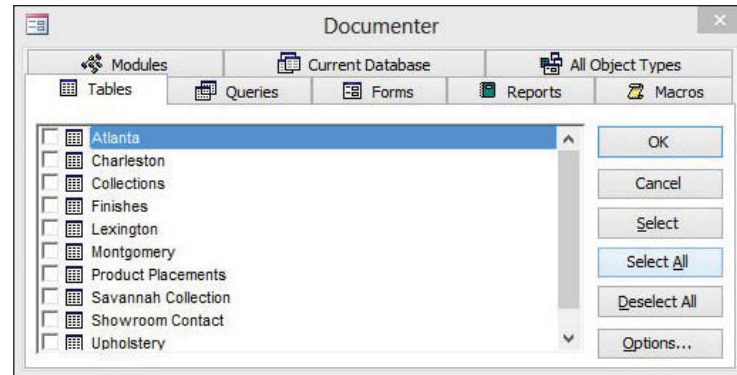 Documenter
Modules Current Database All Object Types
Tables Queries Forms Reports Macros
Atlanta
Charleston
Collections
Finishes
Lexington
Montgomery
Product Placements
Savannah Collection
Showroom Contact
Upholstery
OK
Cancel
Select
Select All
Deselect All
Options...